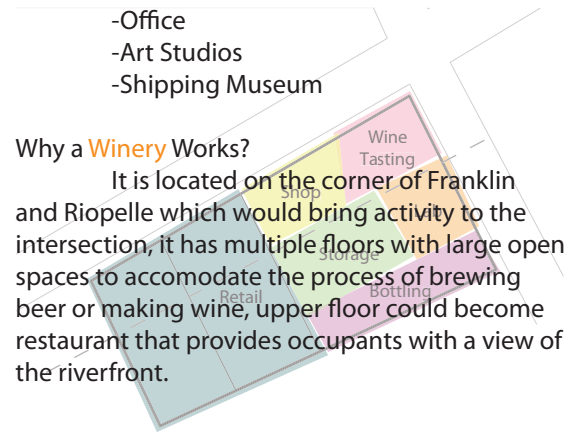 -Office
-Art Studios
-Shipping Museum
Why a Winery Works?
It is located on the corner of Franklin
and Riopelle which would bring activity to the
intersection, it has multiple floors with large open
spaces to accomodate the process of brewing
beer or making wine, upper floor could become
restaurant that provides occupants with a view of
the riverfront.
Wine
Tasting
Shop
Storage
Retail
Bottling